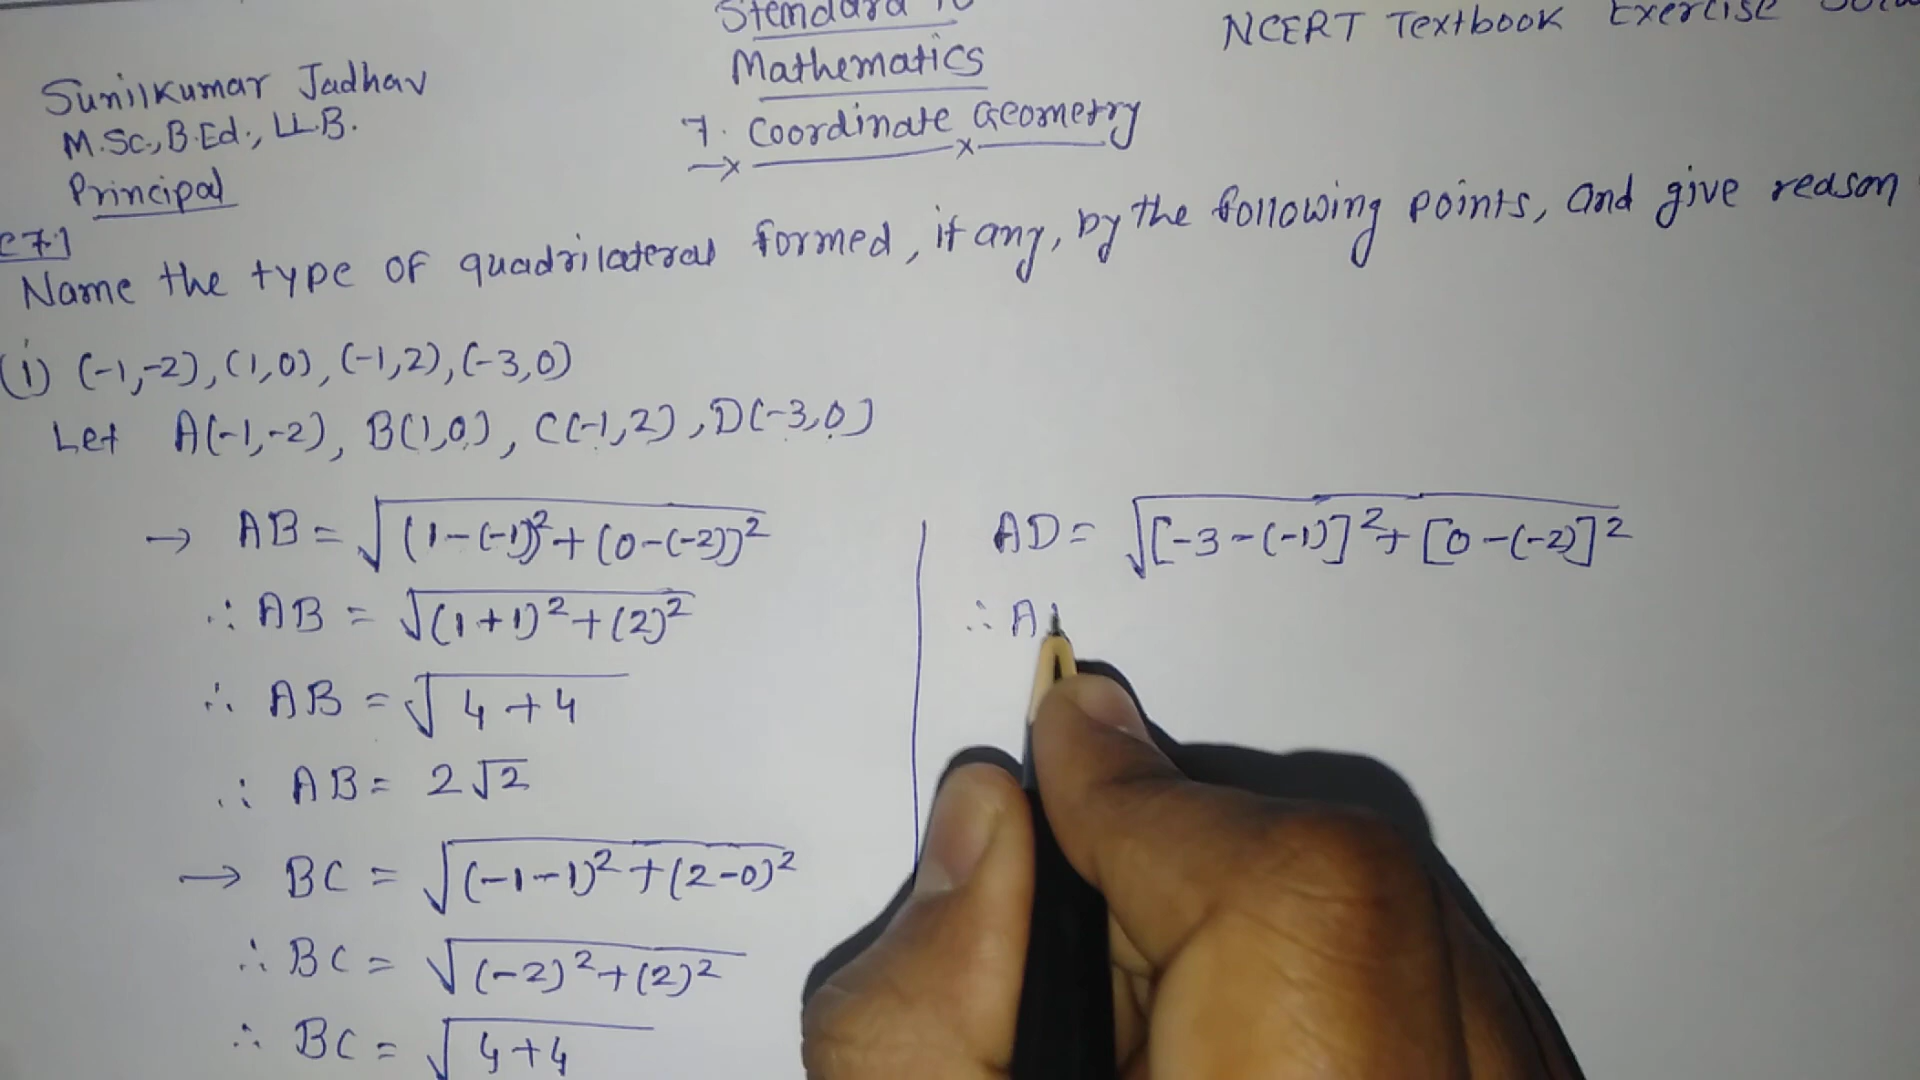 Standard 10
Mathematics
7. Coordinate Geometry
NCERT Textbook Exercise
Sunilkumar Jadhav
M.Sc., B.Ed., LL.B.
Principal
7.1
Name the type of quadrilateral formed, if any, by the following points, and give reason
(i) (-1,-2), (1,0), (-1,2), (-3,0)
Let A(-1,-2), B(1,0), C(-1,2), D(-3,0)
→ AB = √(1-(-1))²+(0-(-2))²
∴ AB = √(1+1)²+(2)²
∴ AB = √4+4
∴ AB = 2√2
→ BC = √(-1-1)²+(2-0)²
∴ BC = √(-2)²+(2)²
∴ BC = √4+4
AD = √[-3-(-1)]²+[0-(-2)]²
∴ A